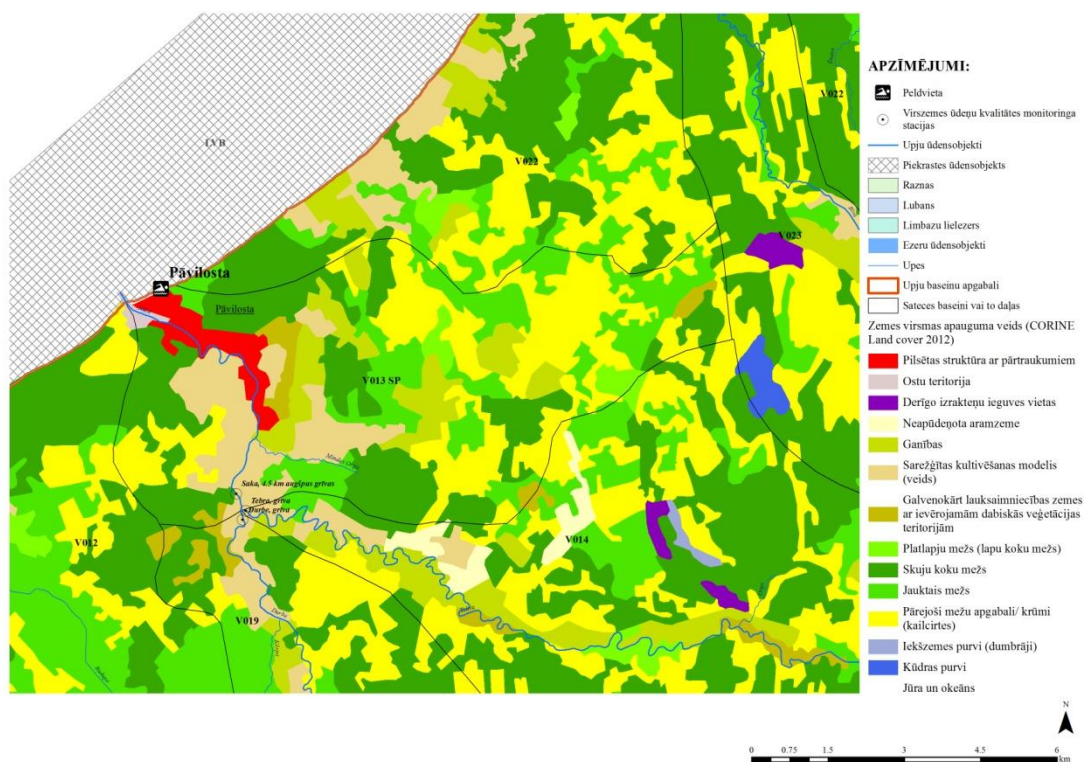 LVB
V022
V022
V023
Pāvilosta
Pāvilosta
V013 SP
Saka, 4.5 km augšpus grīvas
Tebra, grīva
Durbe, grīva
V012
V014
V019
Durbe
Tebra
APZĪMĒJUMI:
Peldvieta
Virszemes ūdeņu kvalitātes monitoringa
stacijas
Upju ūdensobjekti
Piekrastes ūdensobjekts
Raznas
Lubans
Limbazu lielezers
Ezeru ūdensobjekti
Upes
Upju baseinu apgabali
Sateces baseini vai to daļas
Zemes virsmas apauguma veids (CORINE
Land cover 2012)
Pilsētas struktūra ar pārtraukumiem
Ostu teritorija
Derīgo izrakteņu ieguves vietas
Neapūdeņota aramzeme
Ganības
Sarežģītas kultivēšanas modelis
(veids)
Galvenokārt lauksaimniecības zemes
ar ievērojamām dabiskās veģetācijas
teritorijām
Platlapju mežs (lapu koku mežs)
Skuju koku mežs
Jauktais mežs
Pārejoši mežu apgabali/ krūmi
(kailcirtes)
Iekšzemes purvi (dumbrāji)
Kūdras purvi
Jūra un okeāns
N
0 0.75 1.5 3 4.5 6
km